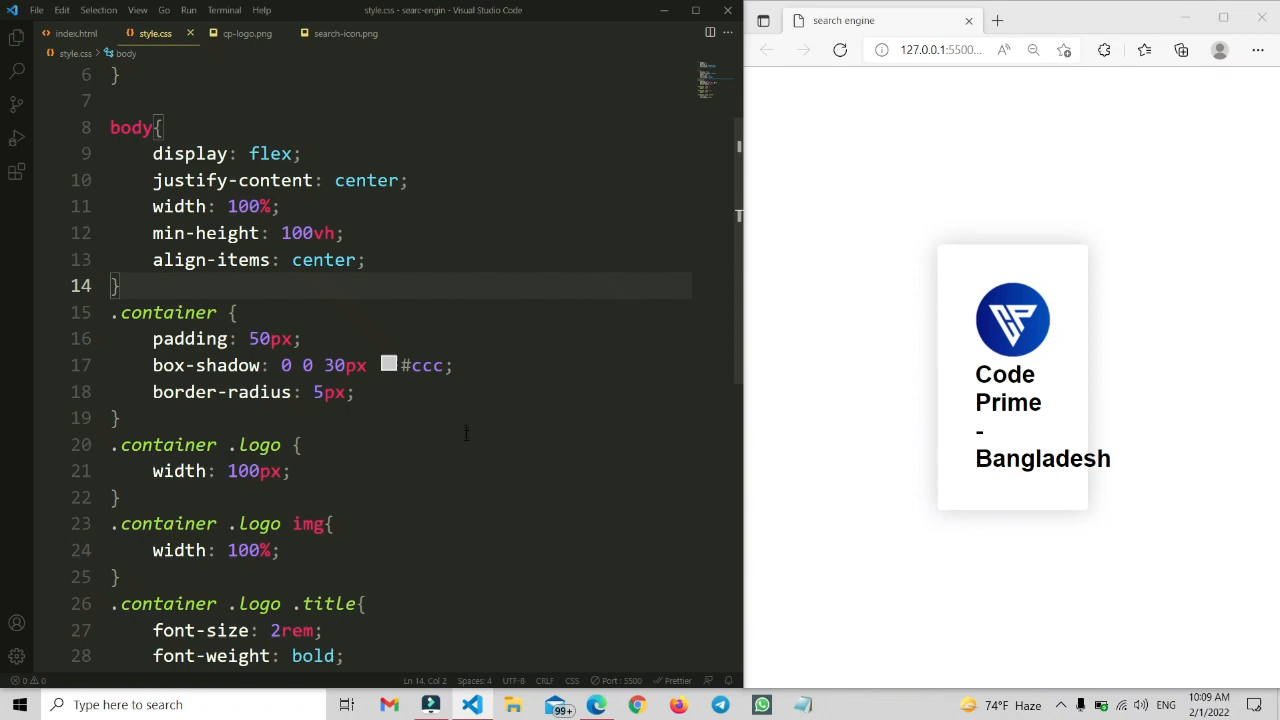 File Edit Selection View Go Run Terminal Help
style.css - searc-engin - Visual Studio Code
index.html
style.css
cp-logo.png
search-icon.png
style.css > body
6 }
7
8 body{
9 display: flex;
10 justify-content: center;
11 width: 100%;
12 min-height: 100vh;
13 align-items: center;
14 }
15 .container {
16 padding: 50px;
17 box-shadow: 0 0 30px #ccc;
18 border-radius: 5px;
19 }
20 .container .logo {
21 width: 100px;
22 }
23 .container .logo img{
24 width: 100%;
25 }
26 .container .logo .title{
27 font-size: 2rem;
28 font-weight: bold;
0 0
Ln 14, Col 2 Spaces: 4 UTF-8 CRLF CSS Port : 5500 Prettier
search engine
127.0.0.1:5500...
CP
Code
Prime
-
Bangladesh
Type here to search
99+
74°F Haze
ENG
10:09 AM
2/1/2022